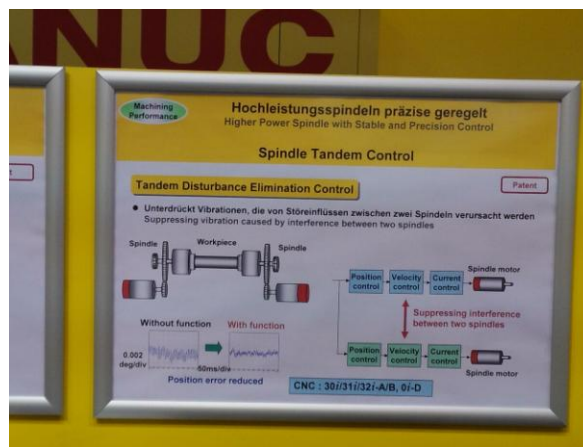 ANUC
Machining
Performance
Hochleistungsspindeln präzise geregelt
Higher Power Spindle with Stable and Precision Control
Spindle Tandem Control
Tandem Disturbance Elimination Control
Patent
● Unterdrückt Vibrationen, die von Störeinflüssen zwischen zwei Spindeln verursacht werden
Suppressing vibration caused by interference between two spindles
Spindle Workpiece Spindle
Position control Velocity control Current control Spindle motor
Suppressing interference
between two spindles
Without function With function
0.002
deg/div
50ms/div
Position error reduced
Position control Velocity control Current control Spindle motor
CNC : 30i/31i/32i-A/B, 0i-D